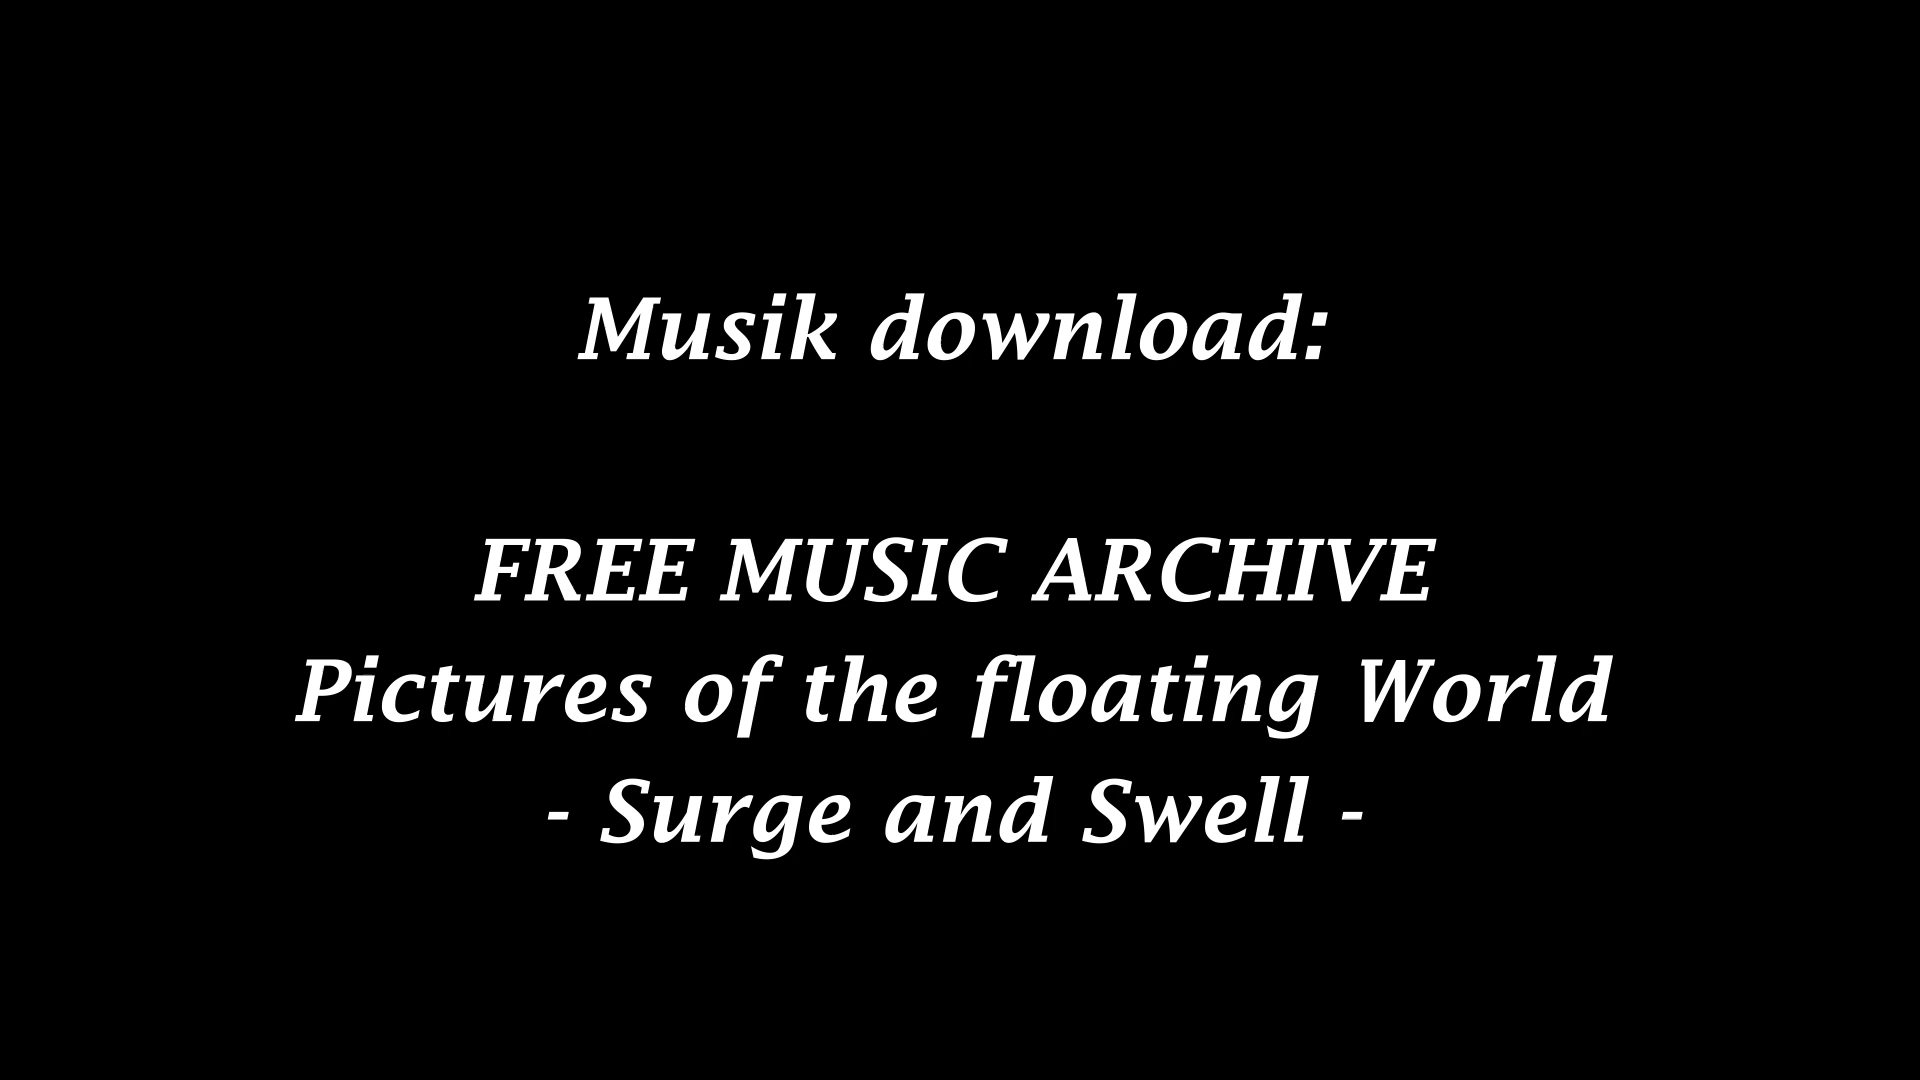 Musik download:
FREE MUSIC ARCHIVE
Pictures of the floating World
- Surge and Swell -